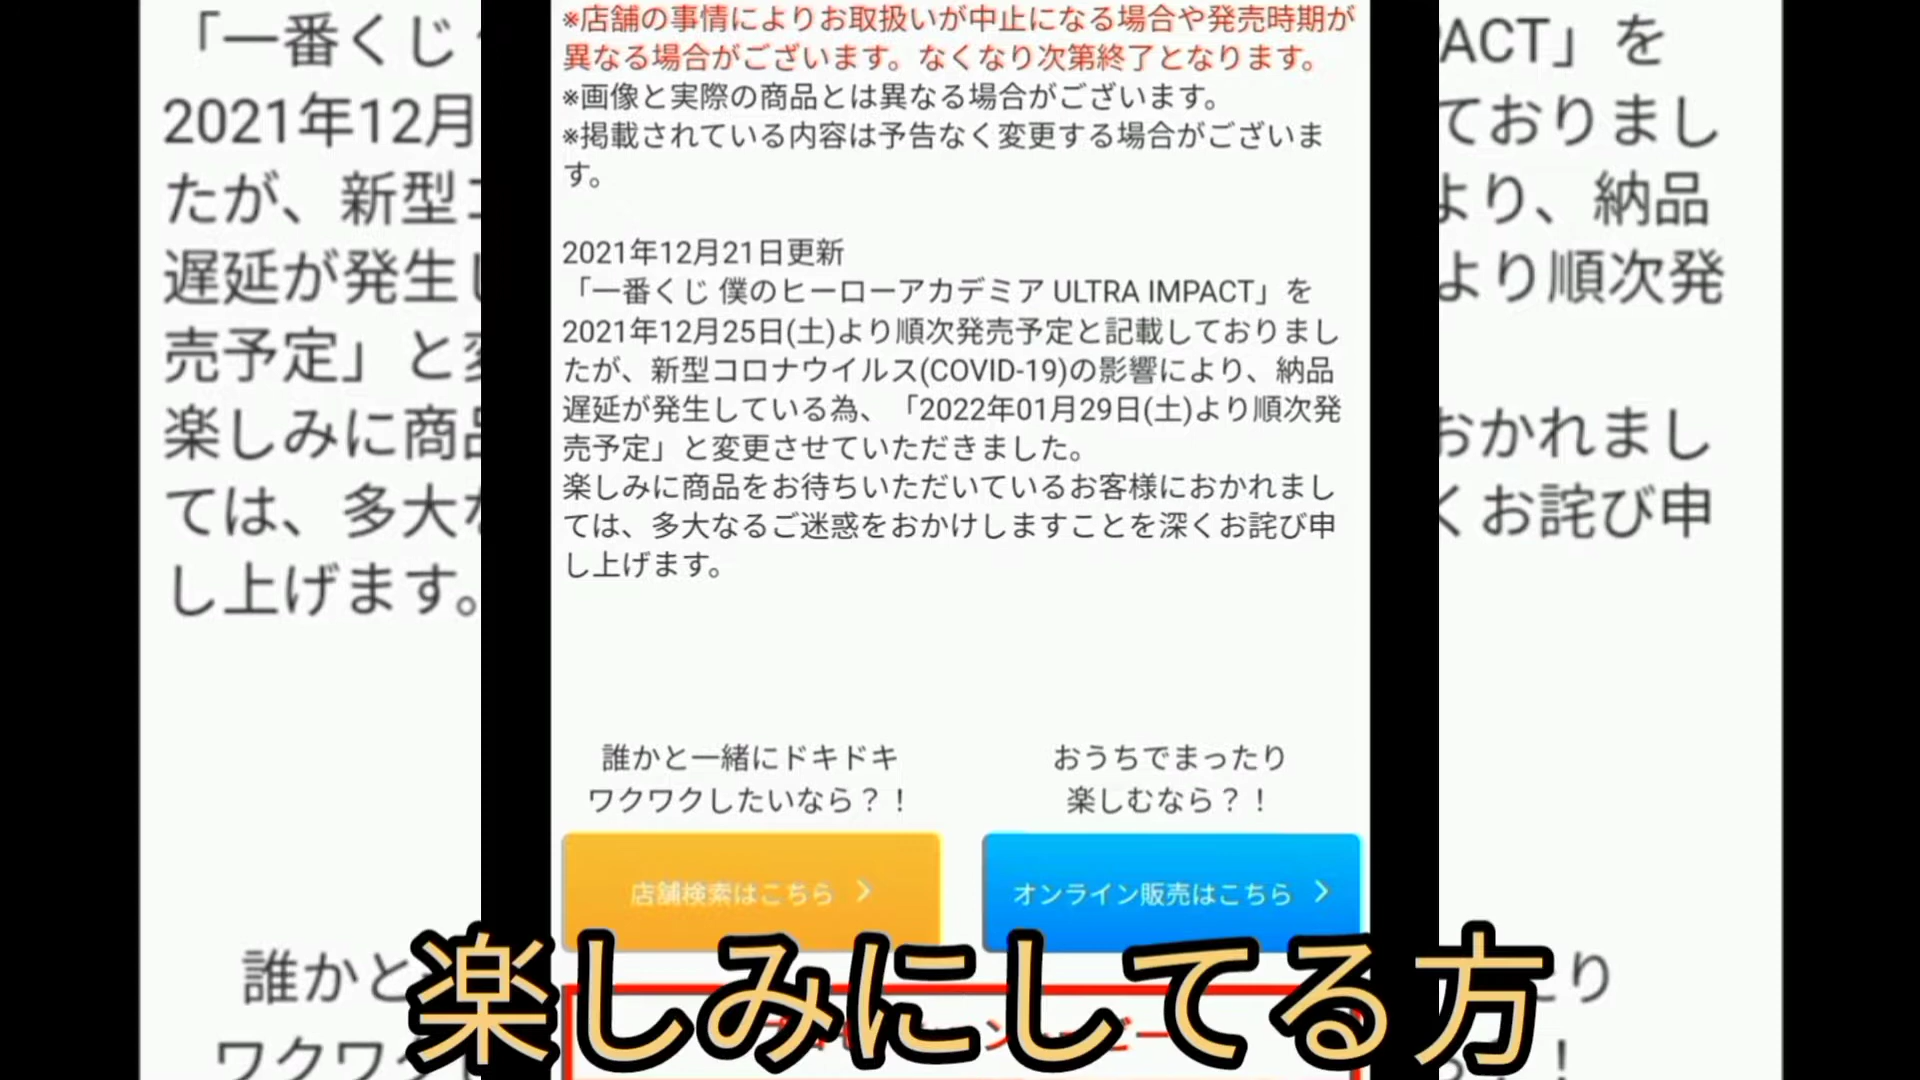 ※店舗の事情によりお取扱いが中止になる場合や発売時期が
異なる場合がございます。なくなり次第終了となります。
※画像と実際の商品とは異なる場合がございます。
※掲載されている内容は予告なく変更する場合がございま
す。
2021年12月21日更新
「一番くじ 僕のヒーローアカデミア ULTRA IMPACT」を
2021年12月25日(土)より順次発売予定と記載しておりまし
たが、新型コロナウイルス(COVID-19)の影響により、納品
遅延が発生している為、「2022年01月29日(土)より順次発
売予定」と変更させていただきました。
楽しみに商品をお待ちいただいているお客様におかれまし
ては、多大なるご迷惑をおかけしますことを深くお詫び申
し上げます。
誰かと一緒にドキドキ
ワクワクしたいなら？！
おうちでまったり
楽しむなら？！
店舗検索はこちら
オンライン販売はこちら
楽しみにしてる方